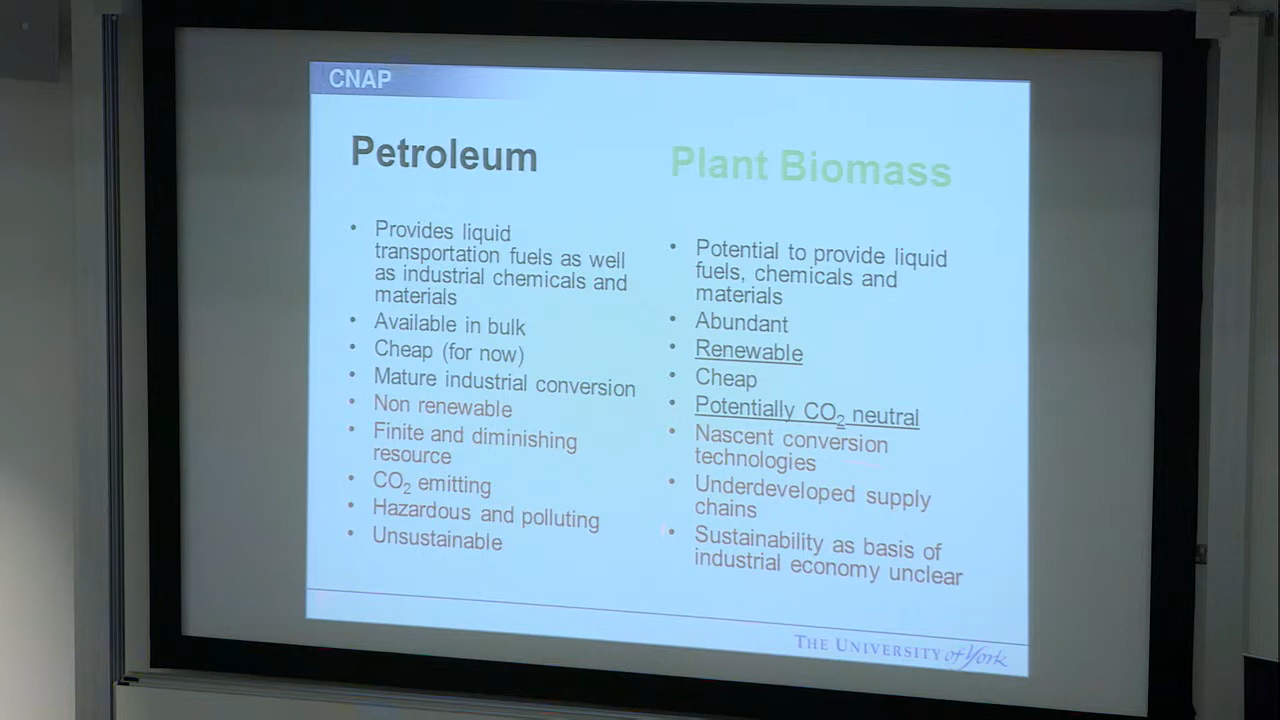 CNAP
Petroleum
• Provides liquid
transportation fuels as well
as industrial chemicals and
materials
• Available in bulk
• Cheap (for now)
• Mature industrial conversion
• Non renewable
• Finite and diminishing
resource
• CO₂ emitting
• Hazardous and polluting
• Unsustainable
Plant Biomass
• Potential to provide liquid
fuels, chemicals and
materials
• Abundant
• Renewable
• Cheap
• Potentially CO₂ neutral
• Nascent conversion
technologies
• Underdeveloped supply
chains
• Sustainability as basis of
industrial economy unclear
THE UNIVERSITY of York